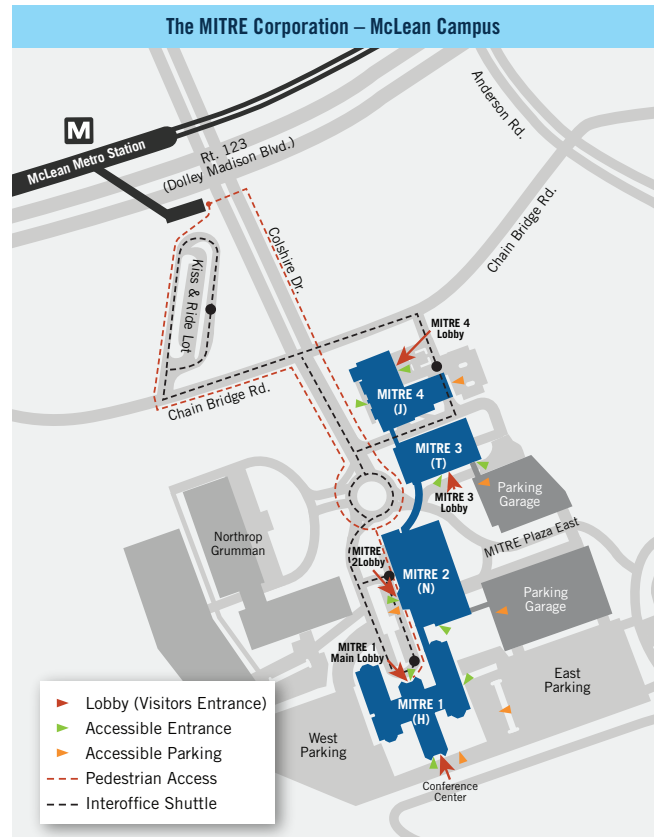 The MITRE Corporation – McLean Campus
M
McLean Metro Station
Rt. 123
(Dolley Madison Blvd.)
Anderson Rd.
Chain Bridge Rd.
Colshire Dr.
Kiss & Ride Lot
Chain Bridge Rd.
MITRE 4
Lobby
MITRE 4
(J)
MITRE 3
(T)
MITRE 3
Lobby
Parking
Garage
Northrop
Grumman
MITRE Plaza East
MITRE
2Lobby
MITRE 2
(N)
Parking
Garage
MITRE 1
Main Lobby
MITRE 1
(H)
East
Parking
West
Parking
Conference
Center
Lobby (Visitors Entrance)
Accessible Entrance
Accessible Parking
Pedestrian Access
Interoffice Shuttle